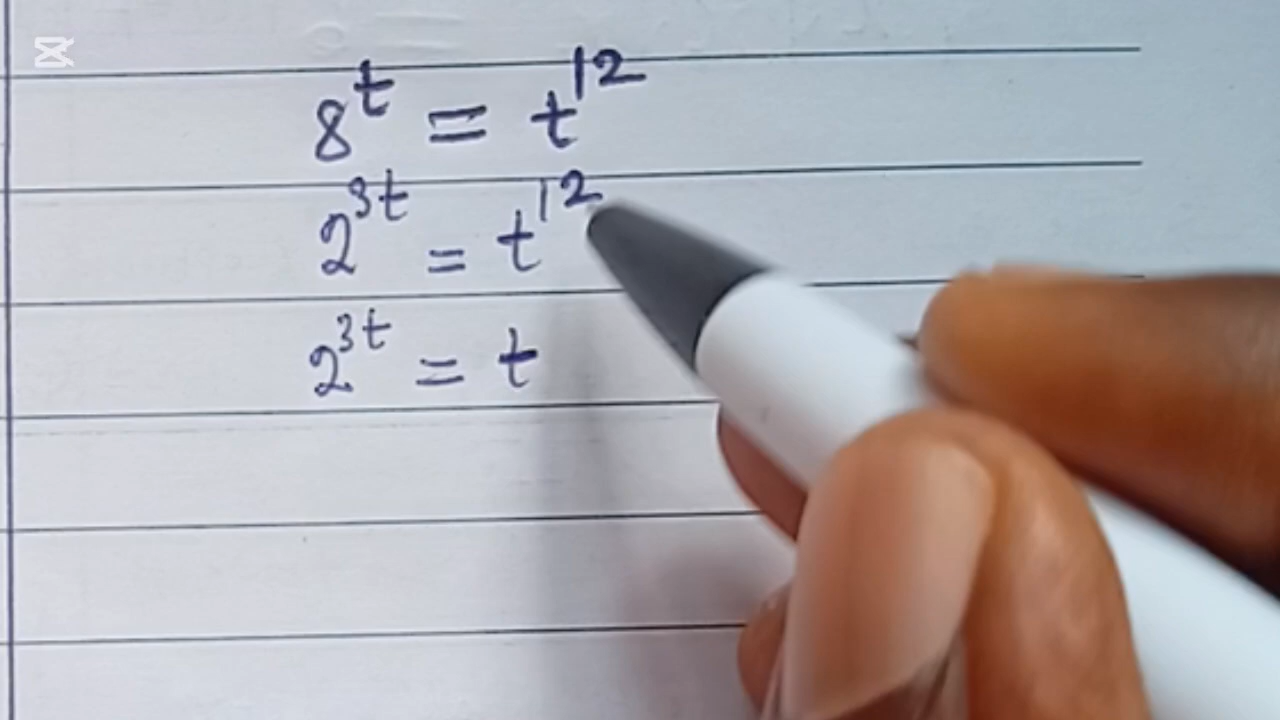 8^t = t^12
2^3t = t^12
2^3t = t